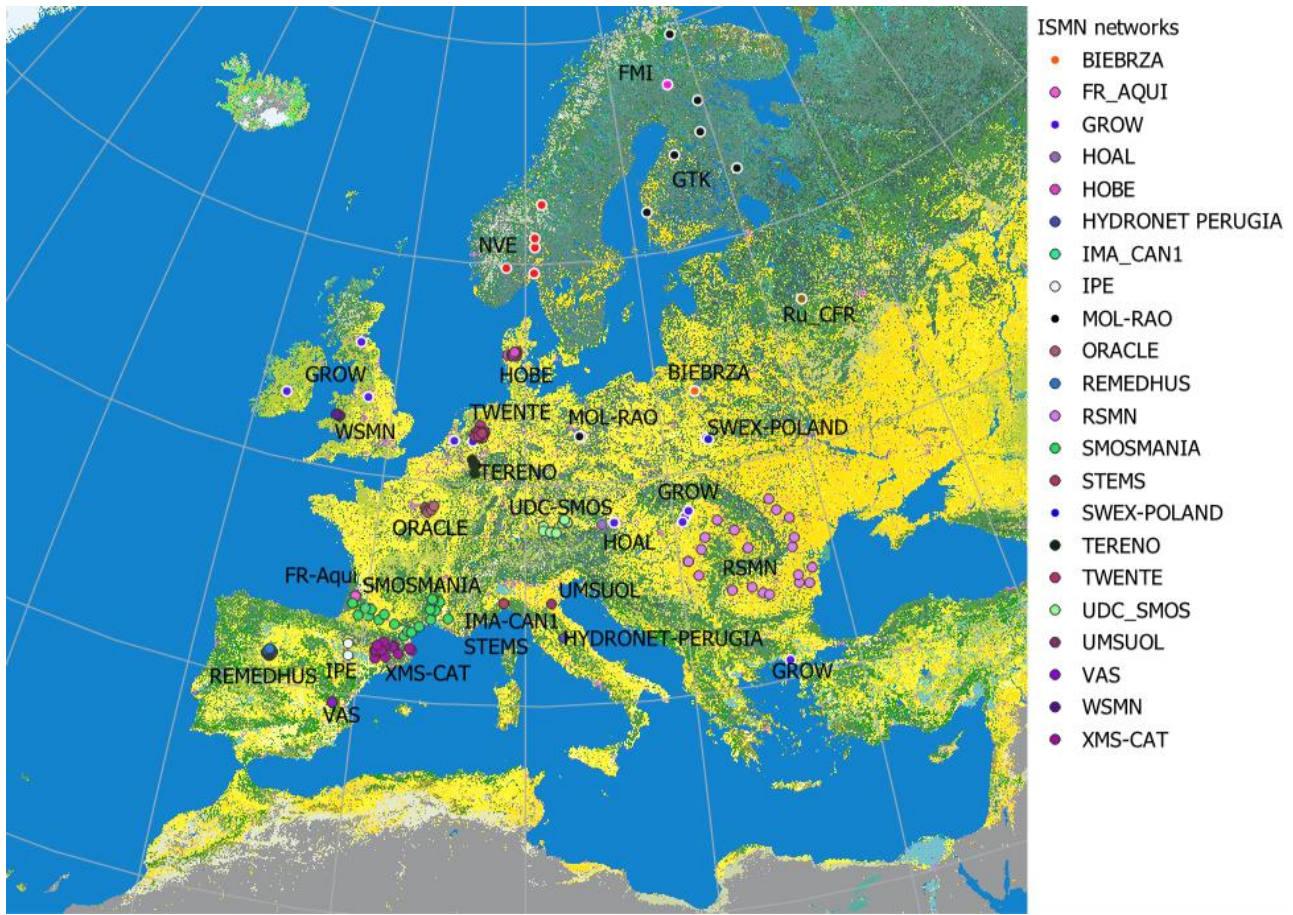 ISMN networks
BIEBRZA
FR_AQUI
GROW
HOAL
HOBE
HYDRONET PERUGIA
IMA_CAN1
IPE
MOL-RAO
ORACLE
REMEDHUS
RSMN
SMOSMANIA
STEMS
SWEX-POLAND
TERENO
TWENTE
UDC_SMOS
UMSUOL
VAS
WSMN
XMS-CAT
FMI
GTK
NVE
Ru_CFR
GROW
HOBE
BIEBRZA
WSMN
TWENTE
MOL-RAO
SWEX-POLAND
TERENO
GROW
UDC-SMOS
ORACLE
HOAL
RSMN
FR-Aqui
SMOSMANIA
UMSUOL
IMA-CAN1
STEMS
HYDRONET-PERUGIA
REMEDHUS
IPE
XMS-CAT
GROW
VAS